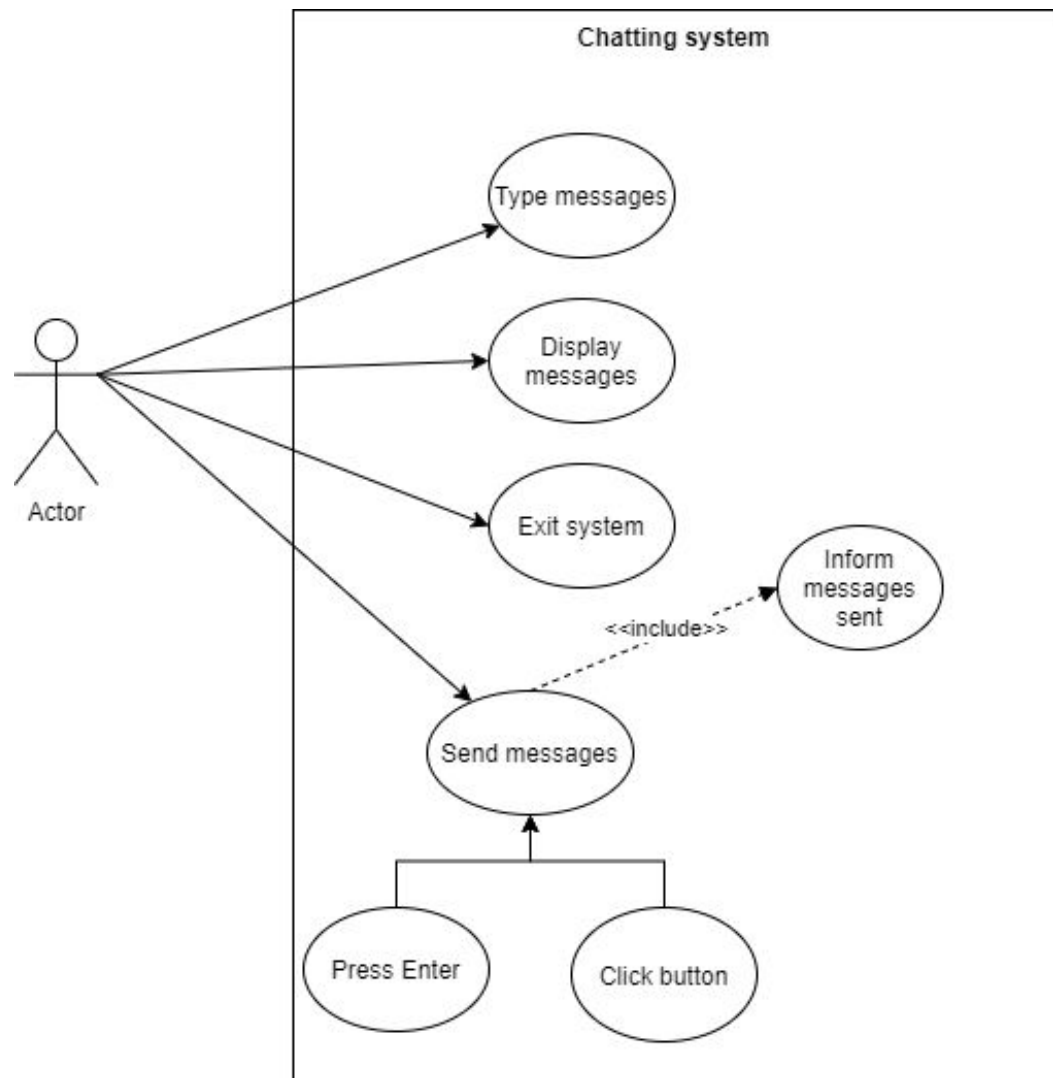 Chatting system
Type messages
Display
messages
Actor
Exit system
Inform
messages
sent
<<include>>
Send messages
Press Enter
Click button